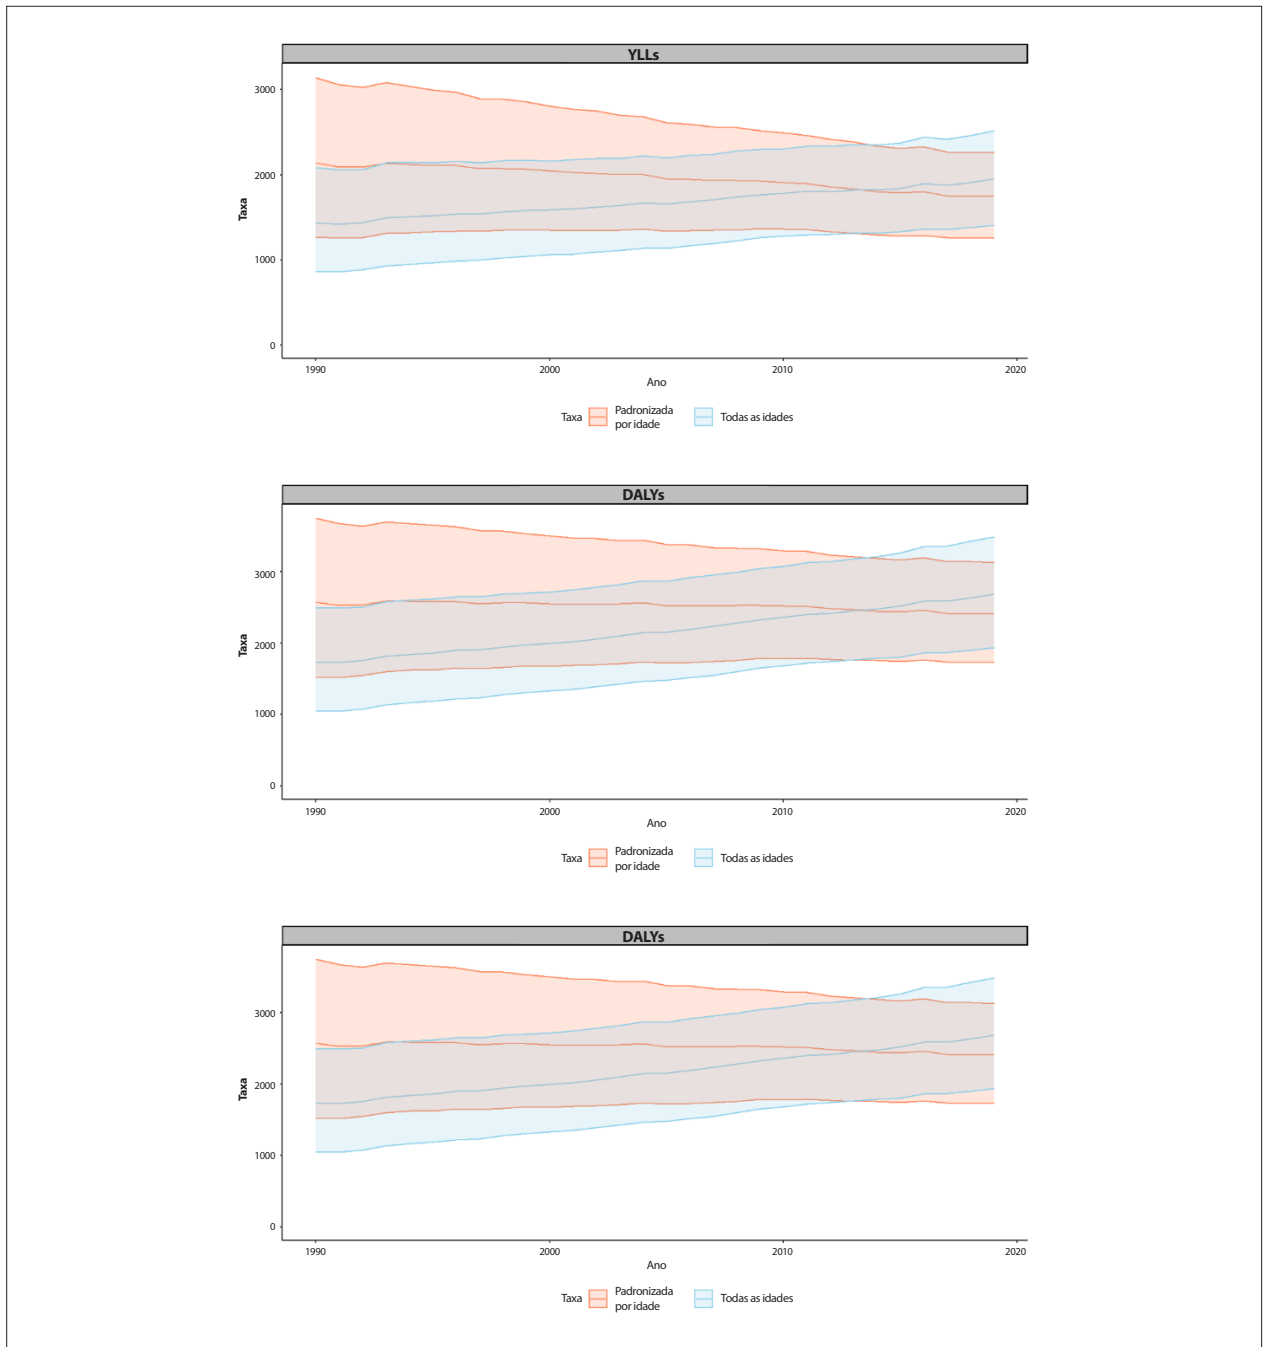 YLLs
3000
2000
1000
0
Taxa
1990 2000 2010 2020
Ano
Taxa Padronizada por idade Todas as idades
DALYs
3000
2000
1000
0
Taxa
1990 2000 2010 2020
Ano
Taxa Padronizada por idade Todas as idades
DALYs
3000
2000
1000
0
Taxa
1990 2000 2010 2020
Ano
Taxa Padronizada por idade Todas as idades